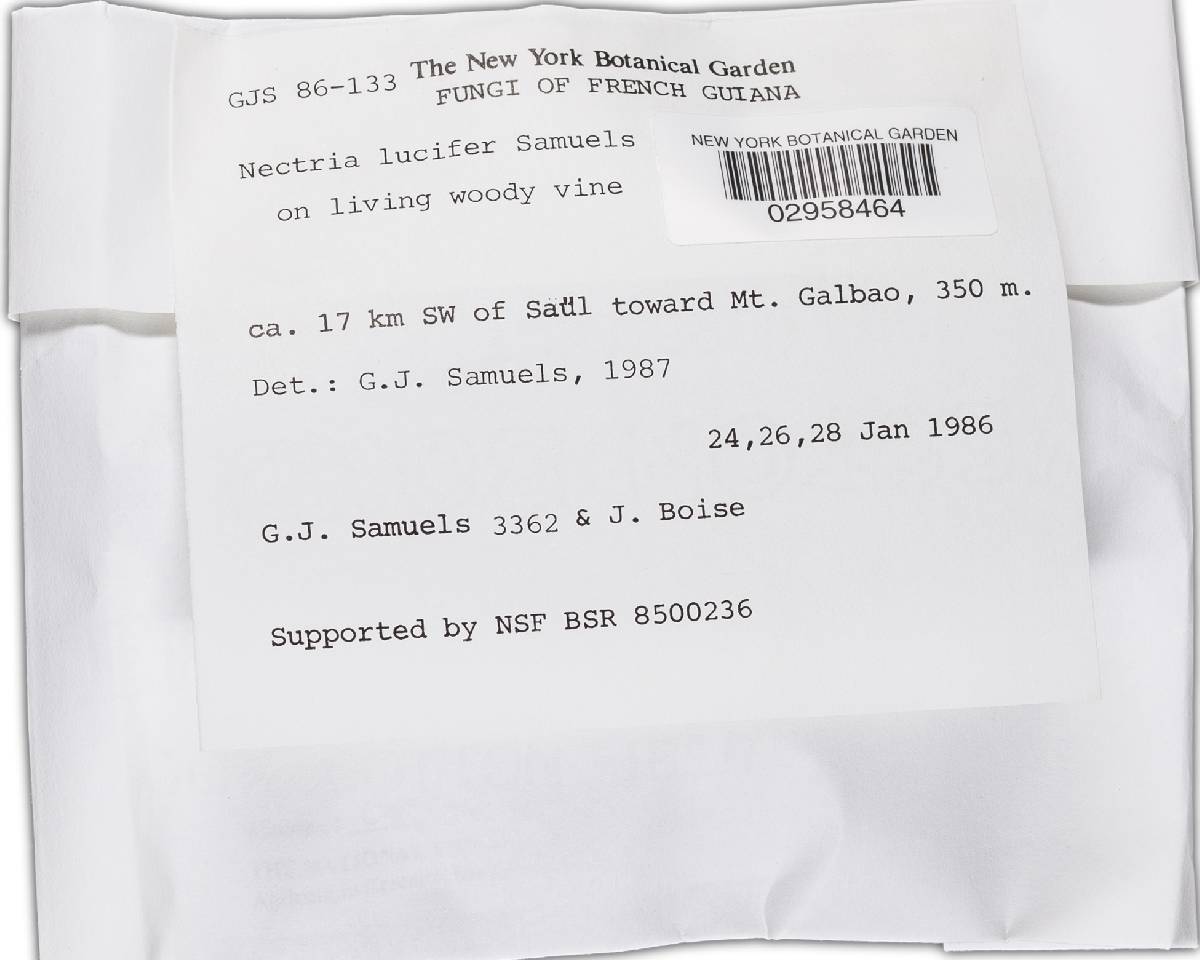 The New York Botanical Garden
GJS 86-133
FUNGI OF FRENCH GUIANA
Nectria lucifer Samuels
on living woody vine
NEW YORK BOTANICAL GARDEN
02958464
ca. 17 km SW of Saül toward Mt. Galbao, 350 m.
Det.: G.J. Samuels, 1987
24,26,28 Jan 1986
G.J. Samuels 3362 & J. Boise
Supported by NSF BSR 8500236